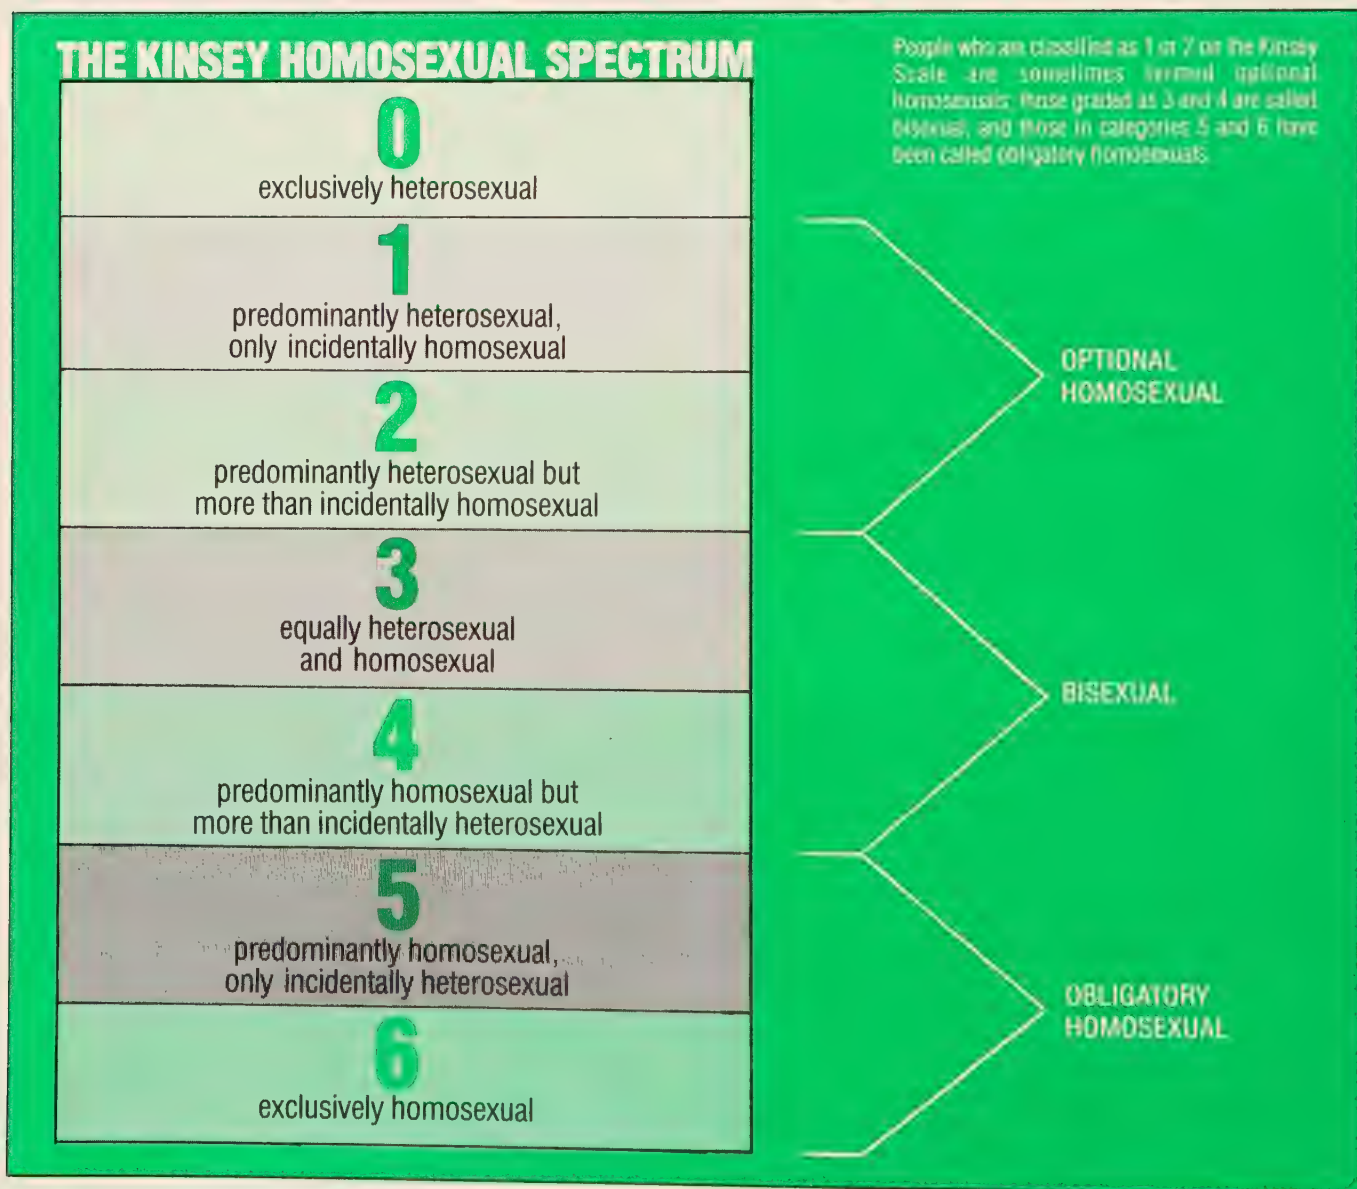 THE KINSEY HOMOSEXUAL SPECTRUM
0
exclusively heterosexual
1
predominantly heterosexual,
only incidentally homosexual
2
predominantly heterosexual but
more than incidentally homosexual
3
equally heterosexual
and homosexual
4
predominantly homosexual but
more than incidentally heterosexual
5
predominantly homosexual,
only incidentally heterosexual
6
exclusively homosexual
People who are classified as 1 or 2 on the Kinsey
Scale are sometimes termed optional
homosexuals; those graded as 3 and 4 are called
bisexual, and those in categories 5 and 6 have
been called obligatory homosexuals.
OPTIONAL
HOMOSEXUAL
BISEXUAL
OBLIGATORY
HOMOSEXUAL